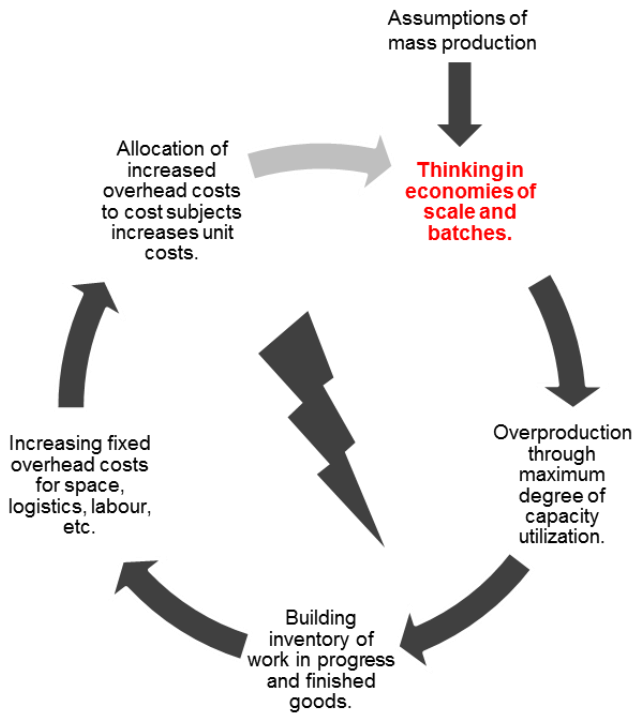 Assumptions of
mass production
Thinking in
economies of
scale and
batches.
Overproduction
through
maximum
degree of
capacity
utilization.
Building
inventory of
work in progress
and finished
goods.
Increasing fixed
overhead costs
for space,
logistics, labour,
etc.
Allocation of
increased
overhead costs
to cost subjects
increases unit
costs.